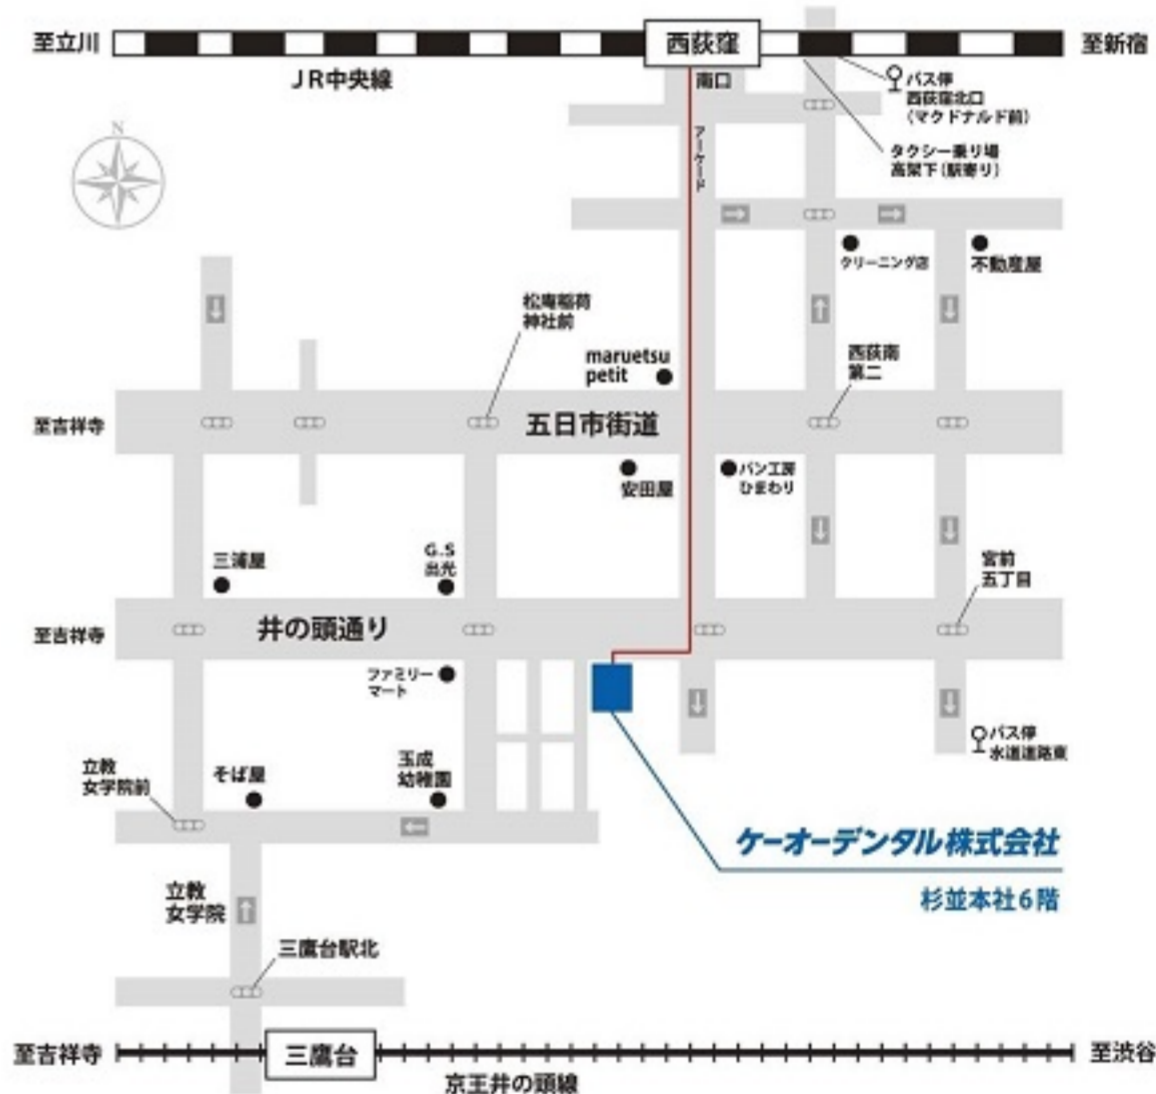 至立川
西荻窪
至新宿
JR中央線
南口
バス停
西荻窪北口
(マクドナルド前)
N
アーケード
タクシー乗り場
高架下(駅寄り)
クリーニング店
不動産屋
松庵稲荷
神社前
maruetsu
petit
西荻南
第二
至吉祥寺
五日市街道
安田屋
パン工房
ひまわり
三浦屋
G.S
出光
宮前
五丁目
至吉祥寺
井の頭通り
ファミリー
マート
バス停
水道道路東
立教
女学院前
そば屋
玉成
幼稚園
ケーオーデンタル株式会社
杉並本社6階
立教
女学院
三鷹台駅北
至吉祥寺
三鷹台
至渋谷
京王井の頭線